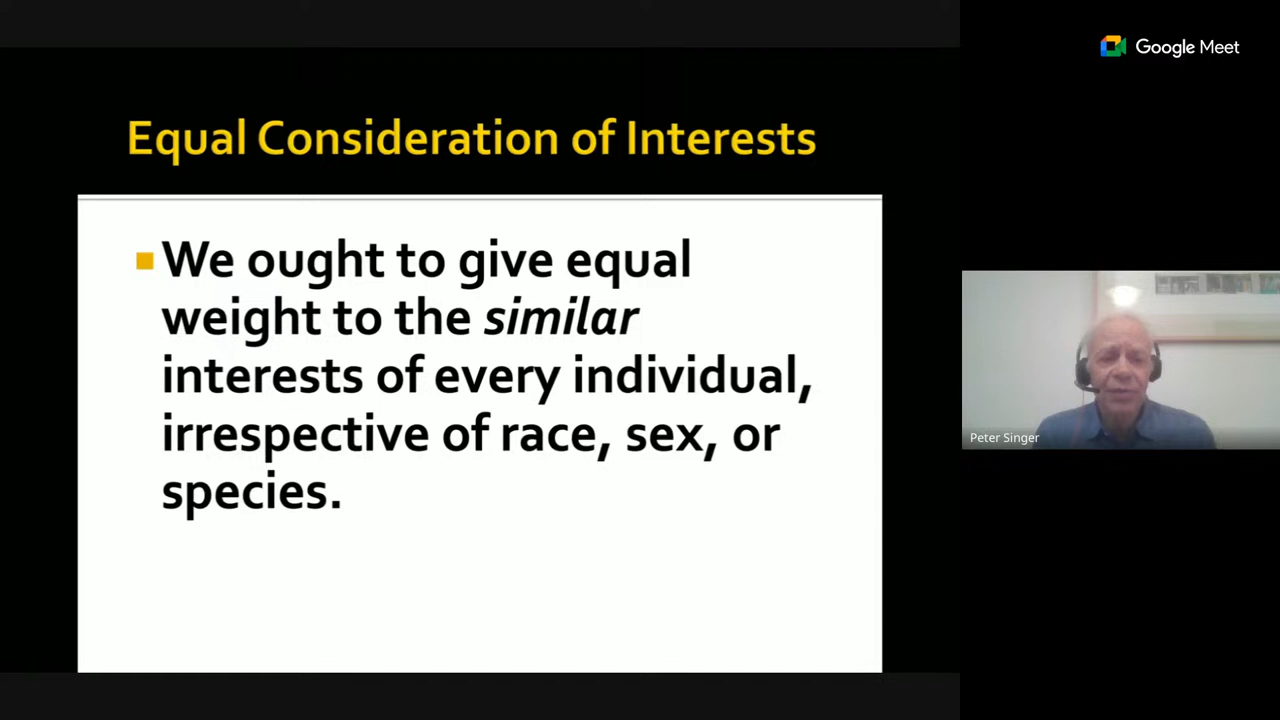 Google Meet
Equal Consideration of Interests
We ought to give equal
weight to the similar
interests of every individual,
irrespective of race, sex, or
species.
Peter Singer